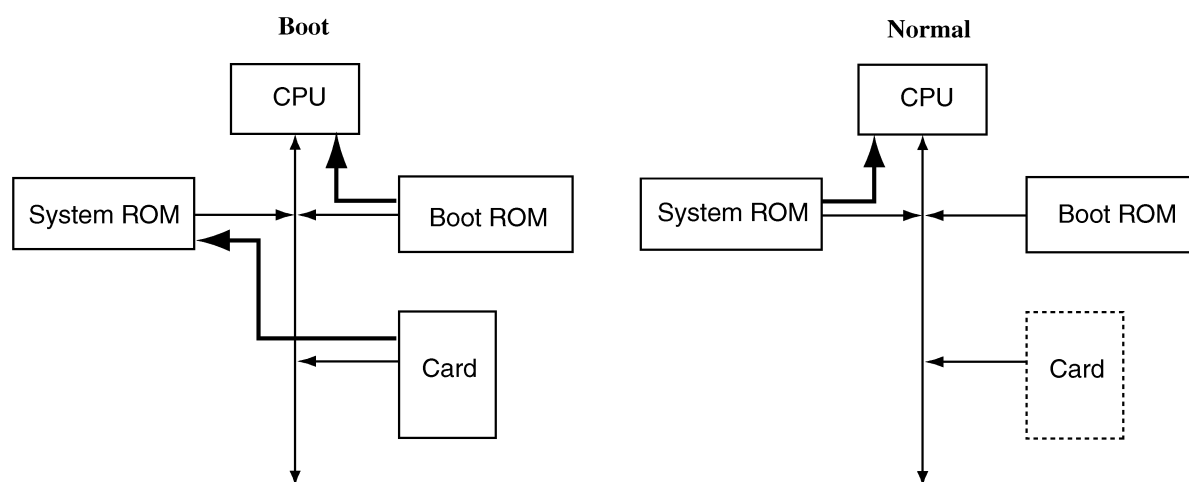 Boot
CPU
System ROM
Boot ROM
Card
Normal
CPU
System ROM
Boot ROM
Card